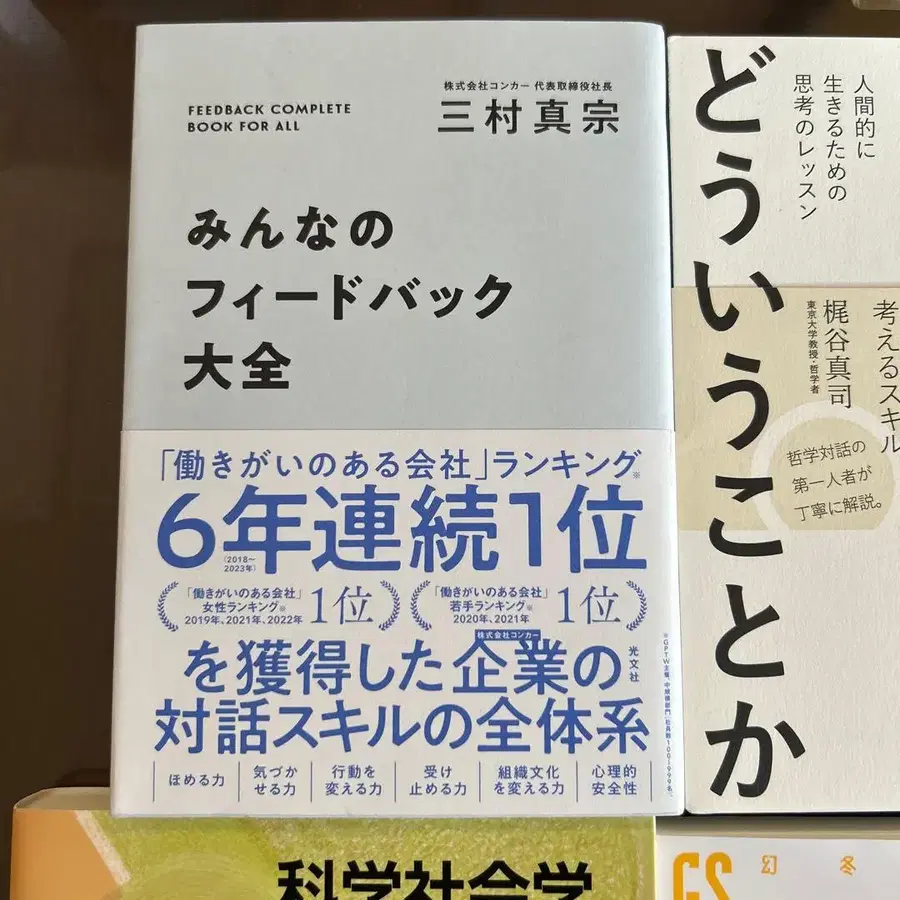 FEEDBACK COMPLETE
BOOK FOR ALL
株式会社コンカー 代表取締役社長
三村真宗
みんなの
フィードバック
大全
「働きがいのある会社」ランキング※
6年連続1位
(2018〜
2023年)
「働きがいのある会社」
女性ランキング※
2019年、2021年、2022年
1位
「働きがいのある会社」
若手ランキング※
2020年、2021年
1位
株式会社コンカー
を獲得した企業の
対話スキルの全体系
光文社
ほめる力
気づか
せる力
行動を
変える力
受け
止める力
組織文化
を変える力
心理的
安全性
どういうことか
人間的に
生きるための
思考のレッスン
考えるスキル
梶谷真司
東京大学教授・哲学者
哲学対話の
第一人者が
丁寧に解説。
科学社会学
GS
幻冬